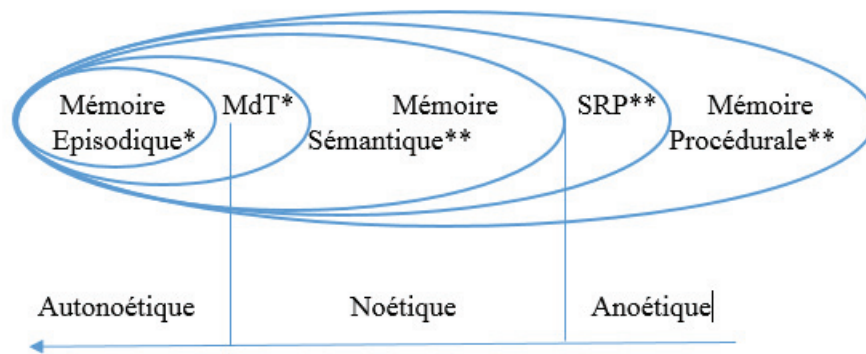 Mémoire MdT* Mémoire SRP** Mémoire
Episodique* Sémantique** Procédurale**
Autonoétique Noétique Anoétique